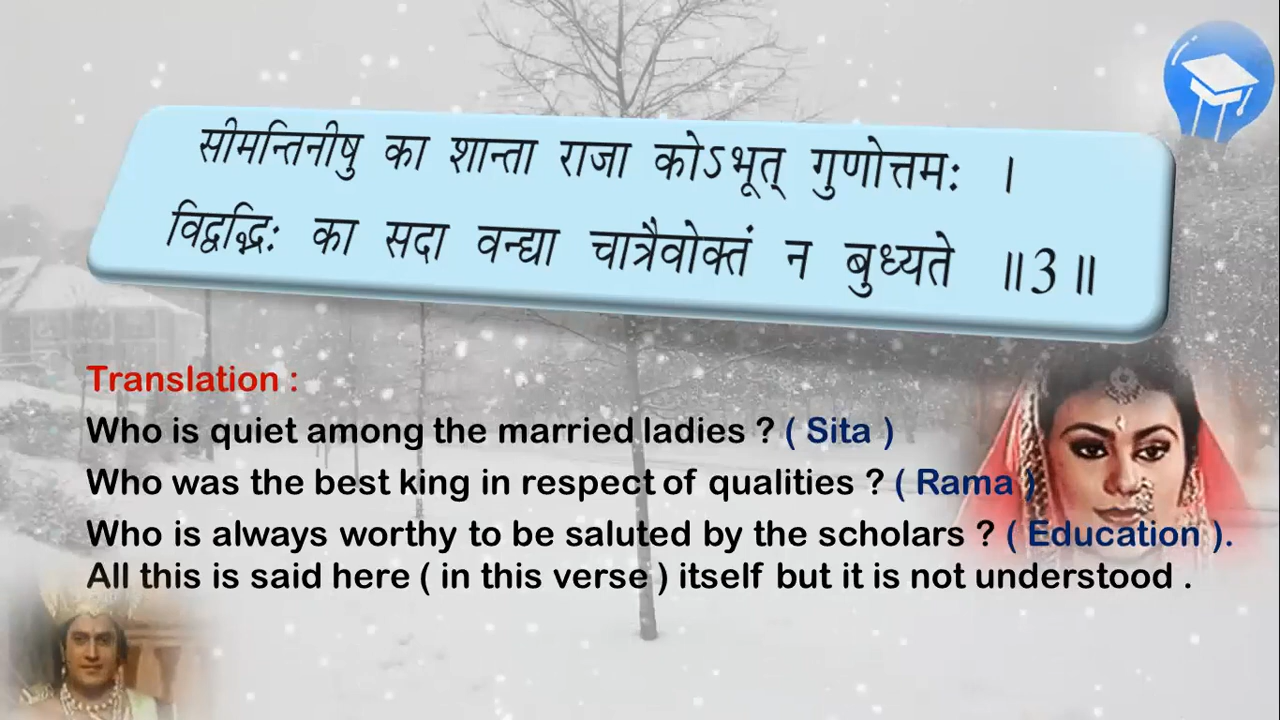 सीमन्तिनीषु का शान्ता राजा कोऽभूत् गुणोत्तमः ।
विद्वद्भिः का सदा वन्द्या चात्रैवोक्तं न बुध्यते ॥3॥
Translation :
Who is quiet among the married ladies ? ( Sita )
Who was the best king in respect of qualities ? ( Rama )
Who is always worthy to be saluted by the scholars ? ( Education ).
All this is said here ( in this verse ) itself but it is not understood .